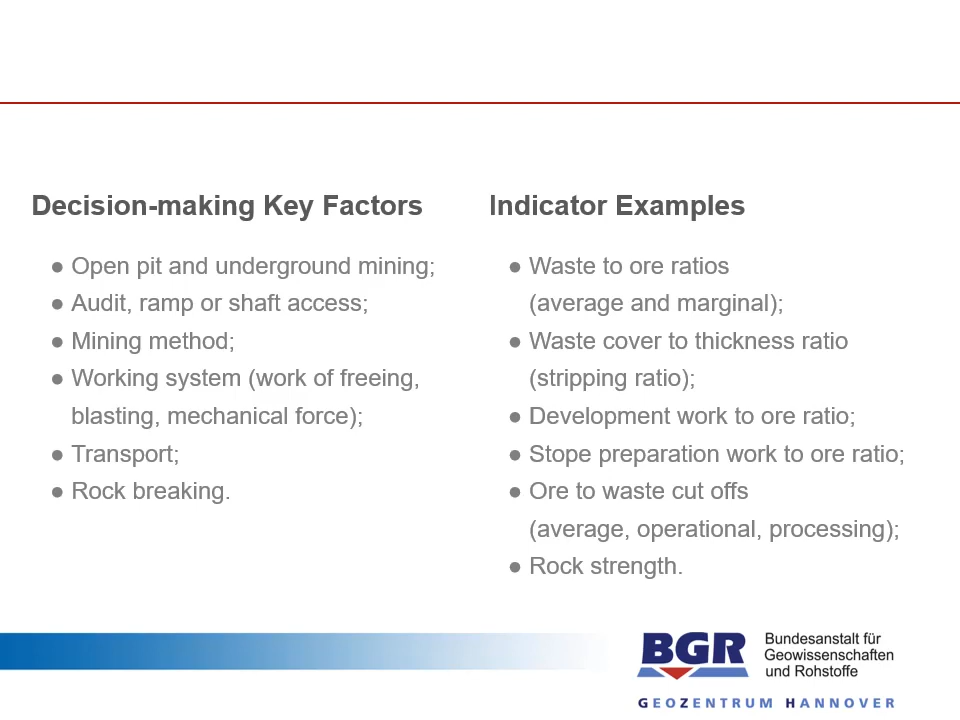 Decision-making Key Factors
● Open pit and underground mining;
● Audit, ramp or shaft access;
● Mining method;
● Working system (work of freeing,
blasting, mechanical force);
● Transport;
● Rock breaking.
Indicator Examples
● Waste to ore ratios
(average and marginal);
● Waste cover to thickness ratio
(stripping ratio);
● Development work to ore ratio;
● Stope preparation work to ore ratio;
● Ore to waste cut offs
(average, operational, processing);
● Rock strength.
BGR
Bundesanstalt für
Geowissenschaften
und Rohstoffe
GEOZENTRUM HANNOVER